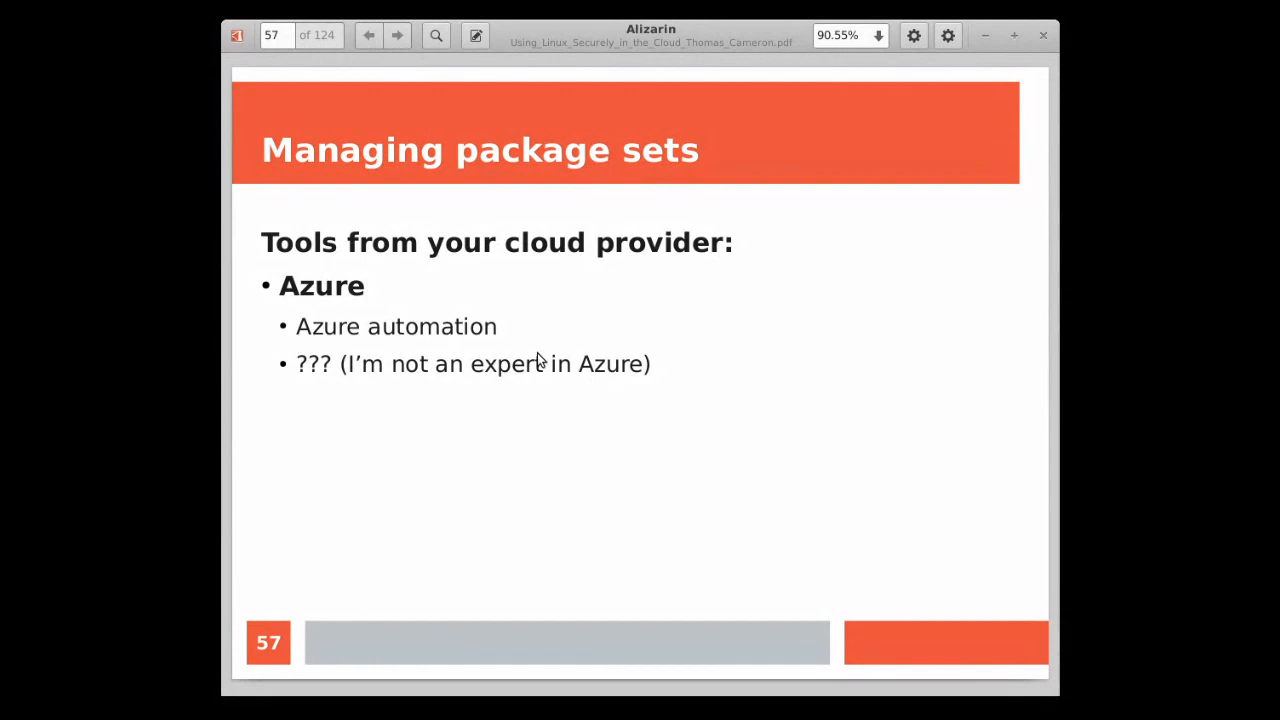 57 of 124
Alizarin
Using_Linux_Securely_in_the_Cloud_Thomas_Cameron.pdf
90.55%
Managing package sets
Tools from your cloud provider:
• Azure
• Azure automation
• ??? (I’m not an expert in Azure)
57